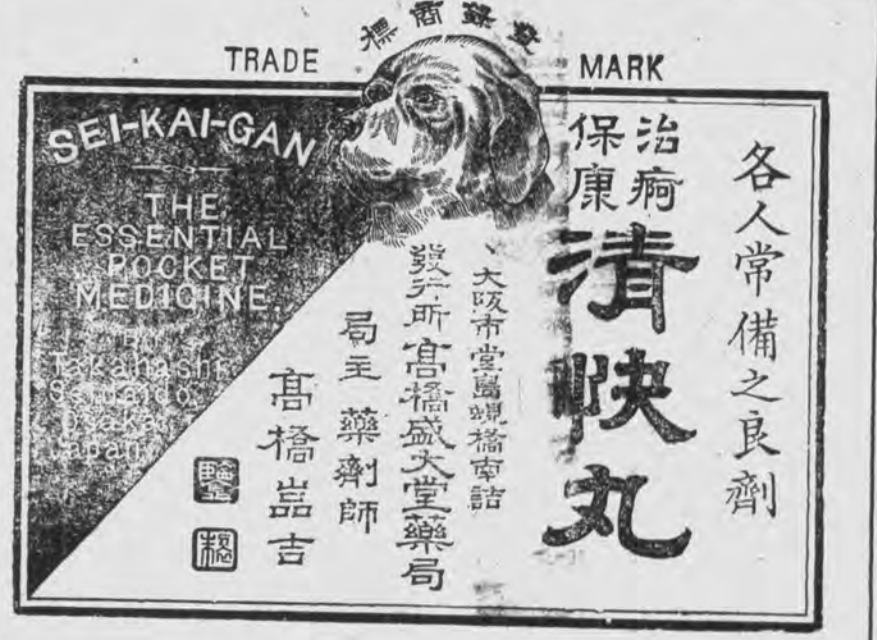 登錄商標
TRADE MARK
各人常備之良劑
治痾
保康
清快丸
大阪市堂島蜆橋南詰
發行所髙橋盛大堂藥局
局主 藥劑師
髙橋嵓吉
SEI-KAI-GAN
THE
ESSENTIAL
POCKET
MEDICINE.
By
Takahashi
Seidaido,
Osaka
Japan